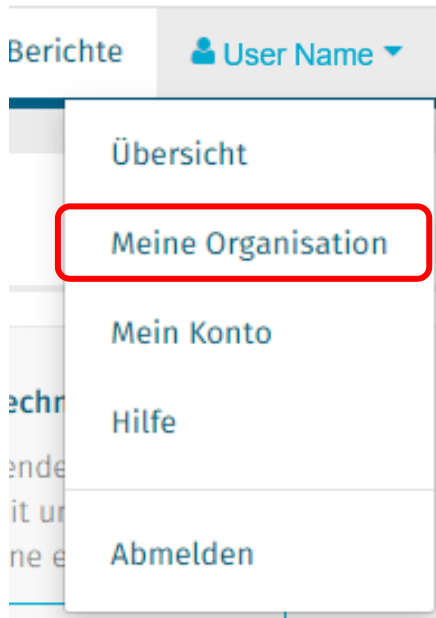 Berichte
User Name
Übersicht
Meine Organisation
Mein Konto
Hilfe
Abmelden